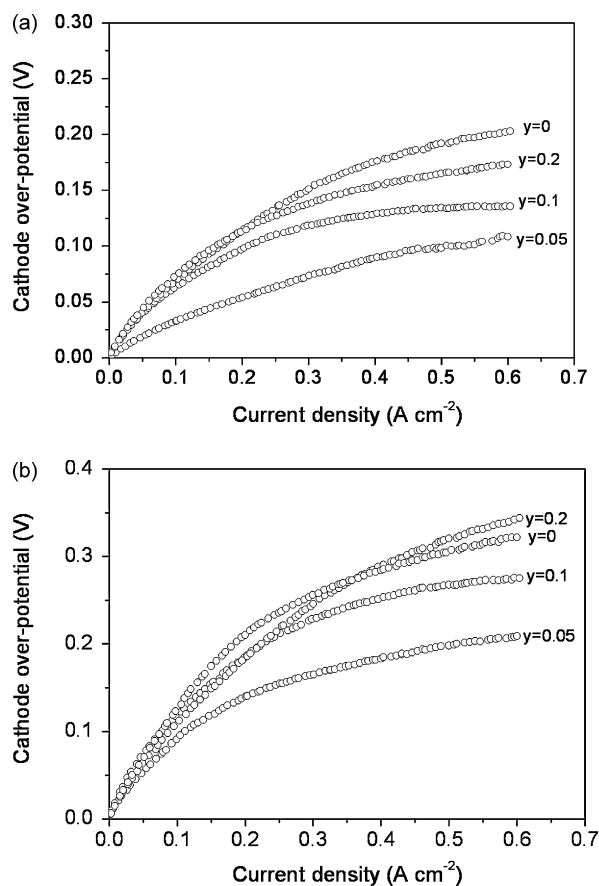 (a)
0.30
0.25
0.20
0.15
0.10
0.05
0.00
Cathode over-potential (V)
y=0
y=0.2
y=0.1
y=0.05
0.0 0.1 0.2 0.3 0.4 0.5 0.6 0.7
Current density (A cm⁻²)
(b)
0.4
0.3
0.2
0.1
0.0
Cathode over-potential (V)
y=0.2
y=0
y=0.1
y=0.05
0.0 0.1 0.2 0.3 0.4 0.5 0.6 0.7
Current density (A cm⁻²)